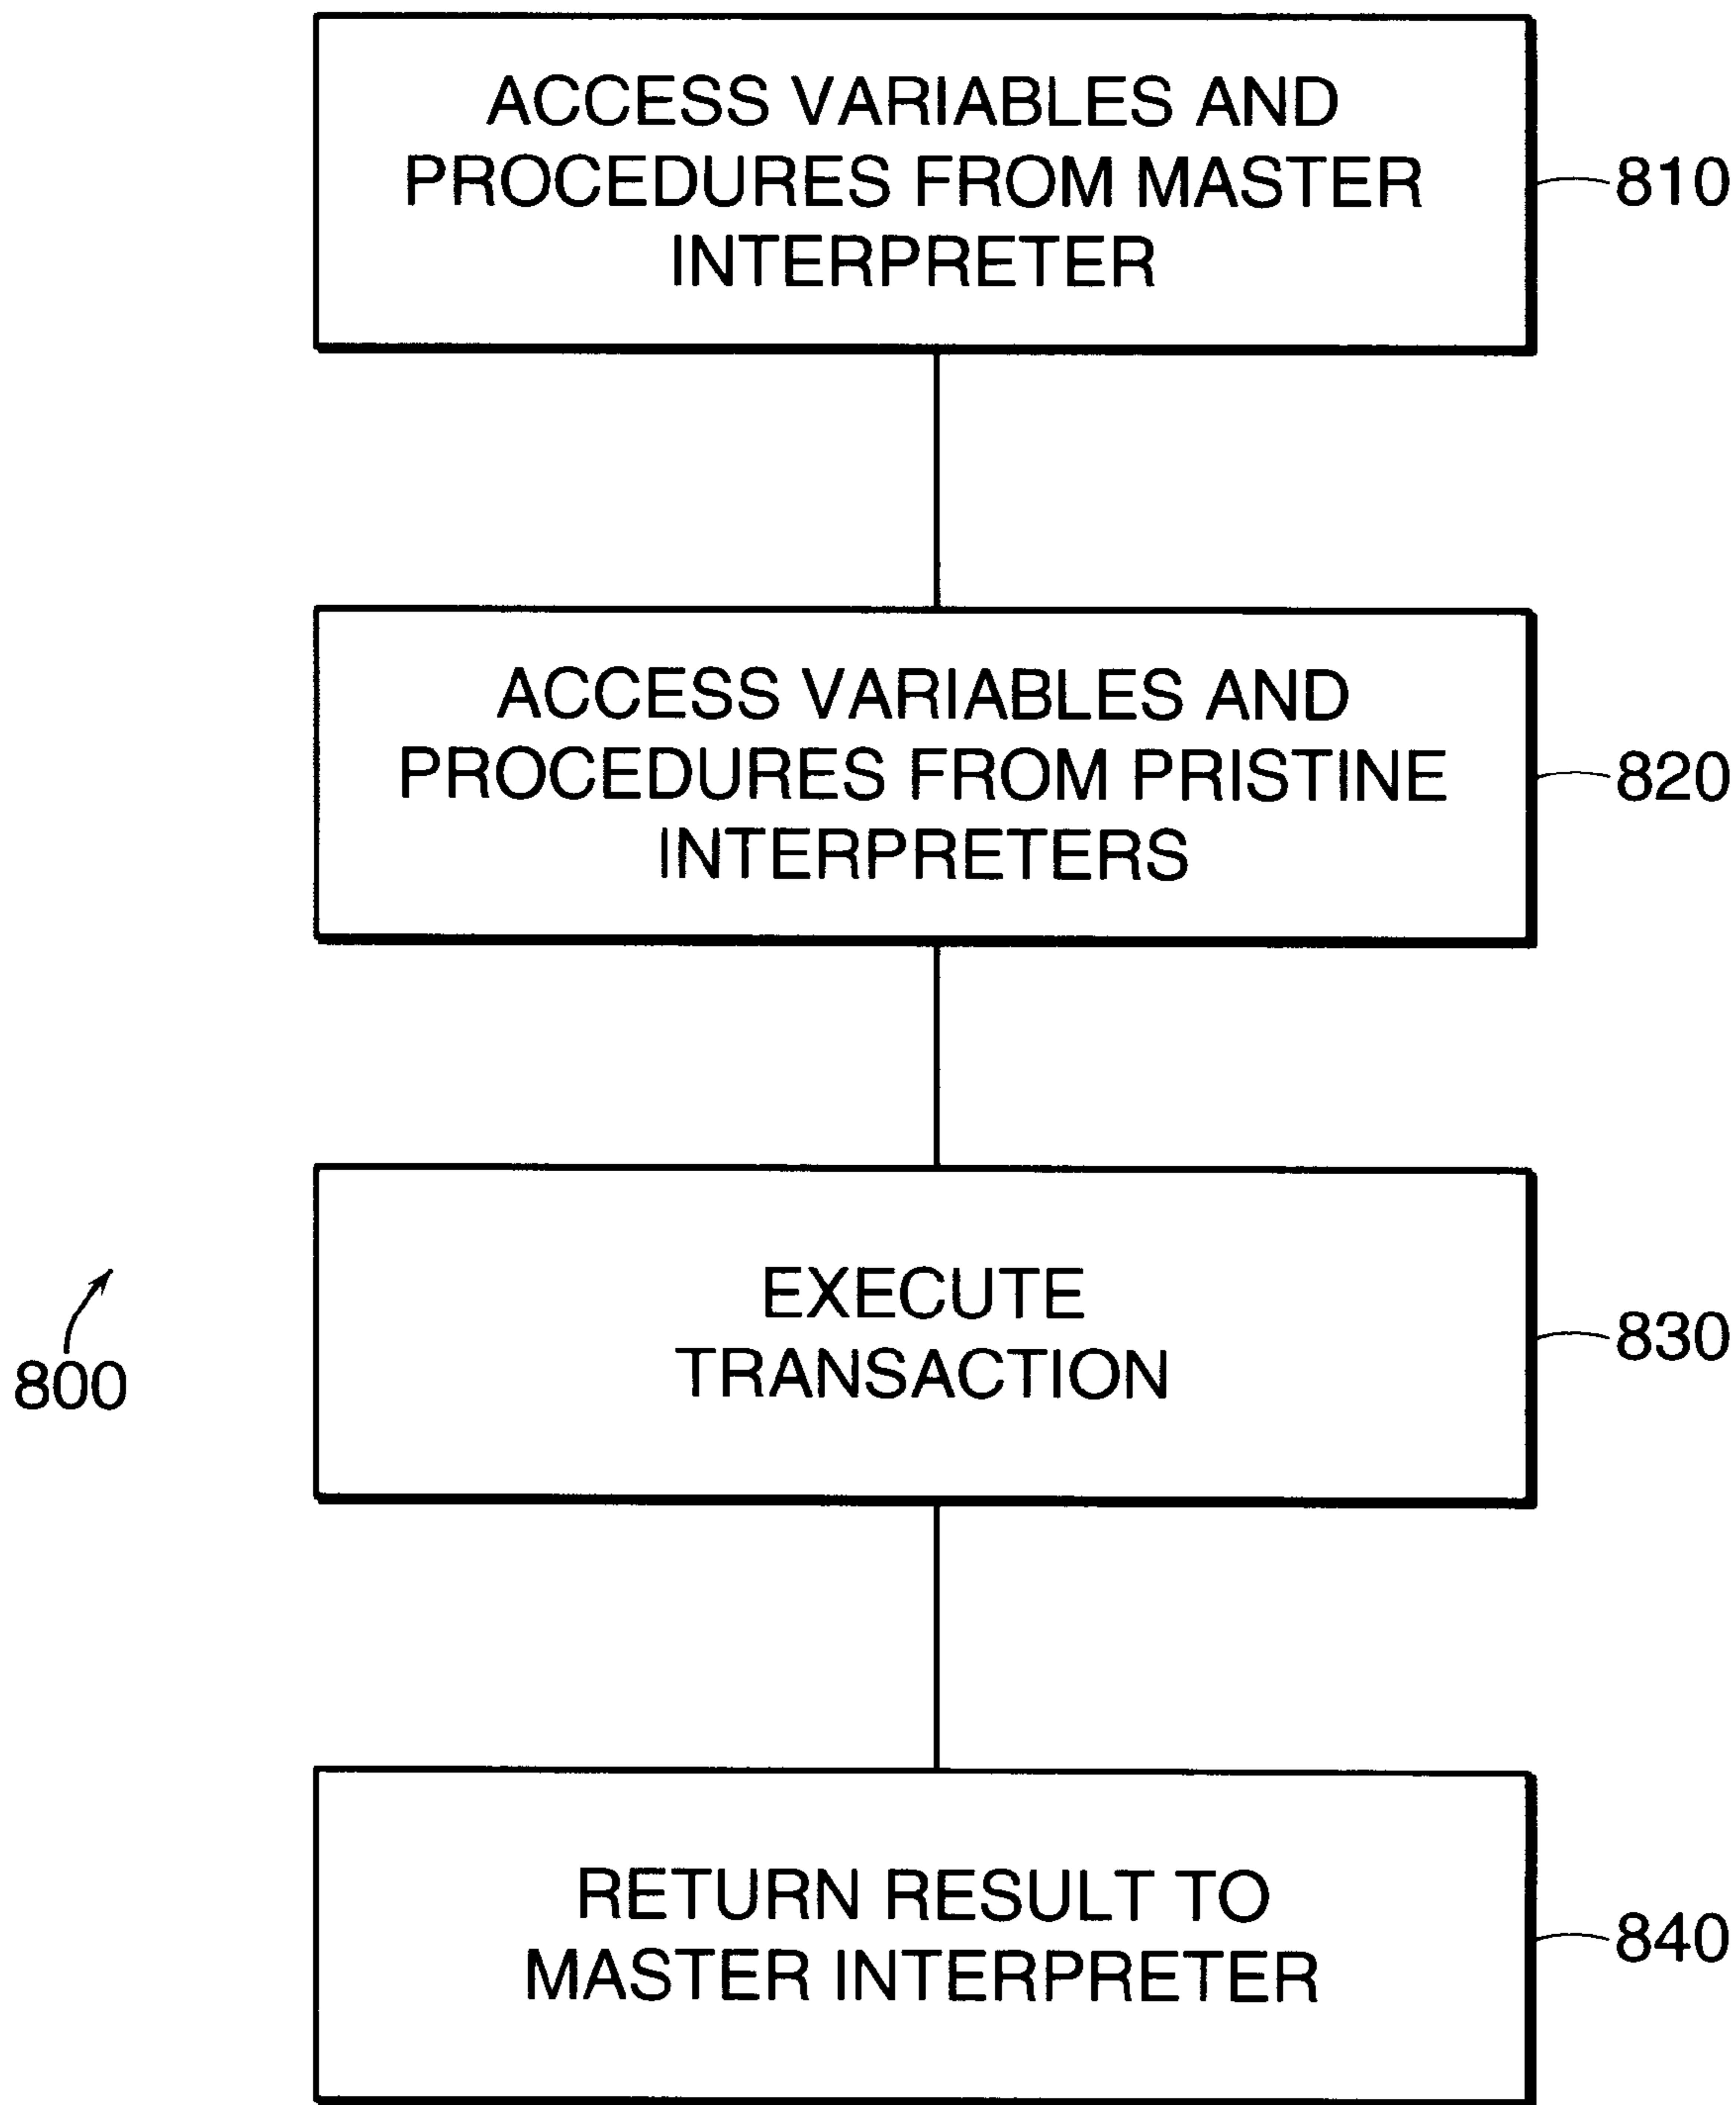 ACCESS VARIABLES AND
PROCEDURES FROM MASTER
INTERPRETER
810
ACCESS VARIABLES AND
PROCEDURES FROM PRISTINE
INTERPRETERS
820
EXECUTE
TRANSACTION
830
800
RETURN RESULT TO
MASTER INTERPRETER
840